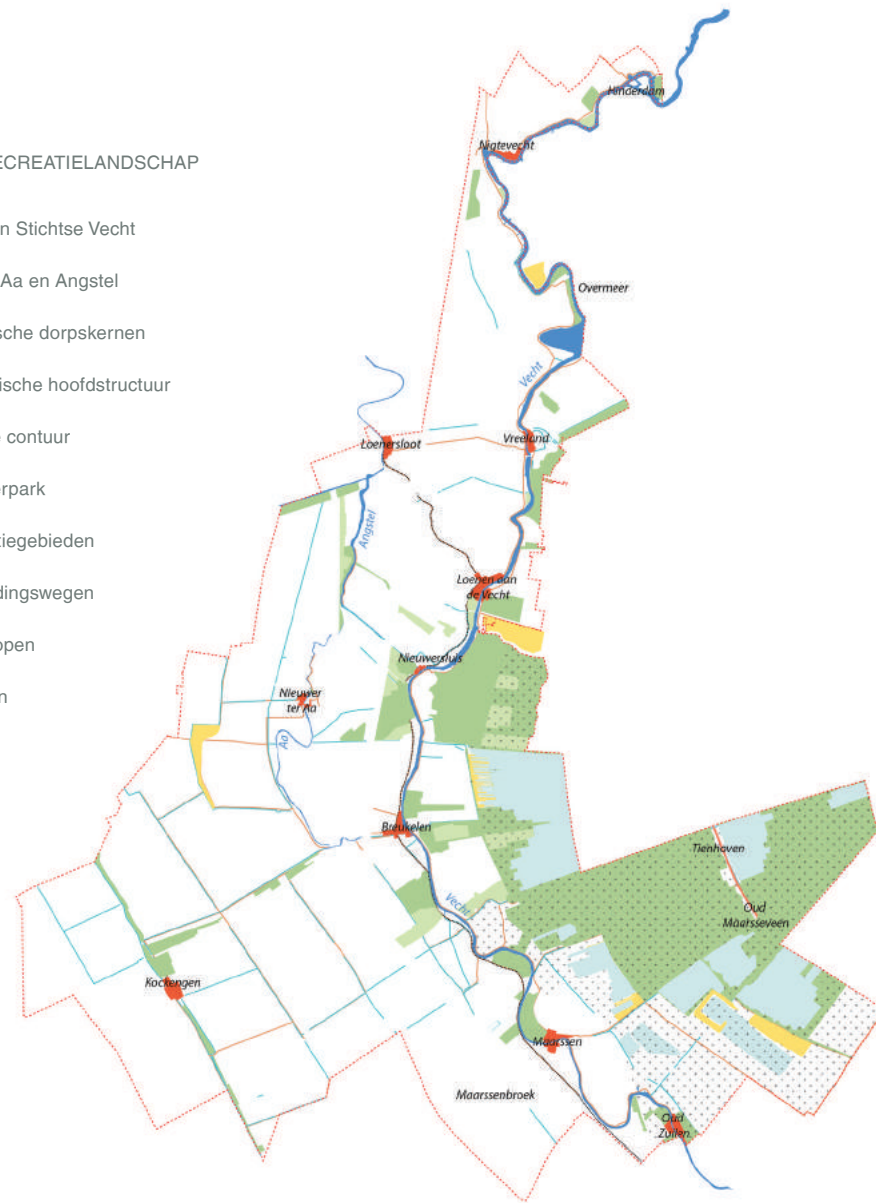 ECREATIELANDSCHAP
n Stichtse Vecht
Aa en Angstel
sche dorpskernen
ische hoofdstructuur
contuur
rpark
tiegebieden
dingswegen
open
n
Hinderdam
Nigtevecht
Overmeer
Vecht
Loenersloot
Vreeland
Angstel
Loenen aan
de Vecht
Nieuwersluis
Nieuwer
ter Aa
Aa
Breukelen
Tienhoven
Oud
Maarsseveen
Vecht
Kockengen
Maarssen
Maarssenbroek
Oud
Zuilen